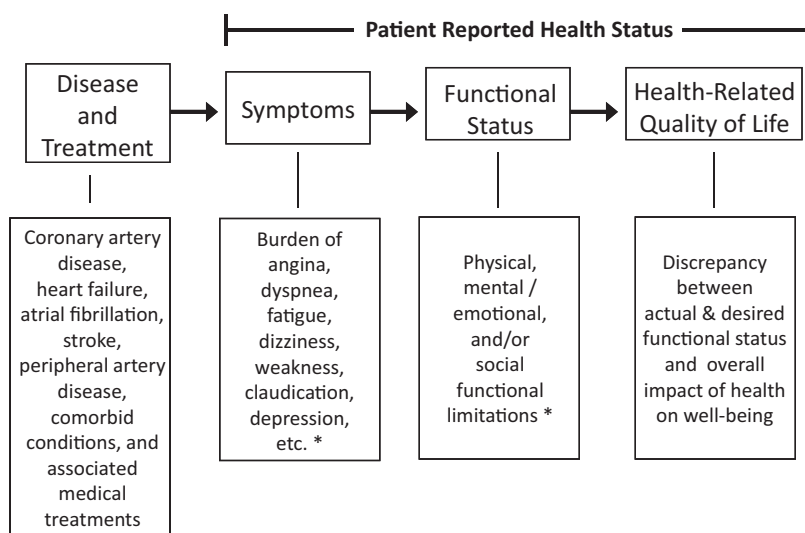 Patient Reported Health Status
Disease
and
Treatment
Symptoms
Functional
Status
Health-Related
Quality of Life
Coronary artery
disease,
heart failure,
atrial fibrillation,
stroke,
peripheral artery
disease,
comorbid
conditions, and
associated
medical
treatments
Burden of
angina,
dyspnea,
fatigue,
dizziness,
weakness,
claudication,
depression,
etc. *
Physical,
mental /
emotional,
and/or
social
functional
limitations *
Discrepancy
between
actual & desired
functional status
and overall
impact of health
on well-being